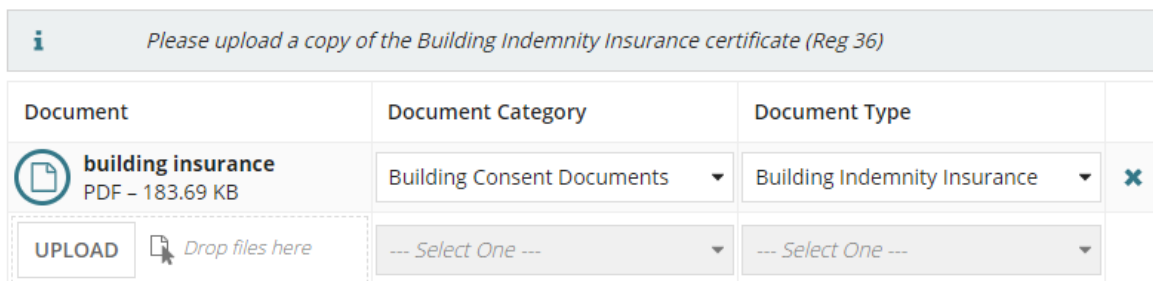 i Please upload a copy of the Building Indemnity Insurance certificate (Reg 36)
Document Document Category Document Type
building insurance
PDF – 183.69 KB
Building Consent Documents Building Indemnity Insurance
UPLOAD Drop files here --- Select One --- --- Select One ---